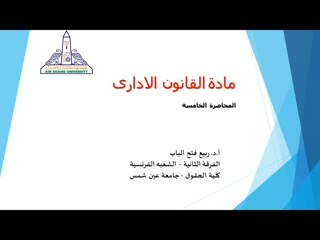 AIN SHAMS UNIVERSITY
مادة القانون الادارى
المحاضرة الخامسة
أ.د. ربيع فتح الباب
الفرقة الثانية - الشعبه الفرنسية
كلية الحقوق - جامعة عين شمس